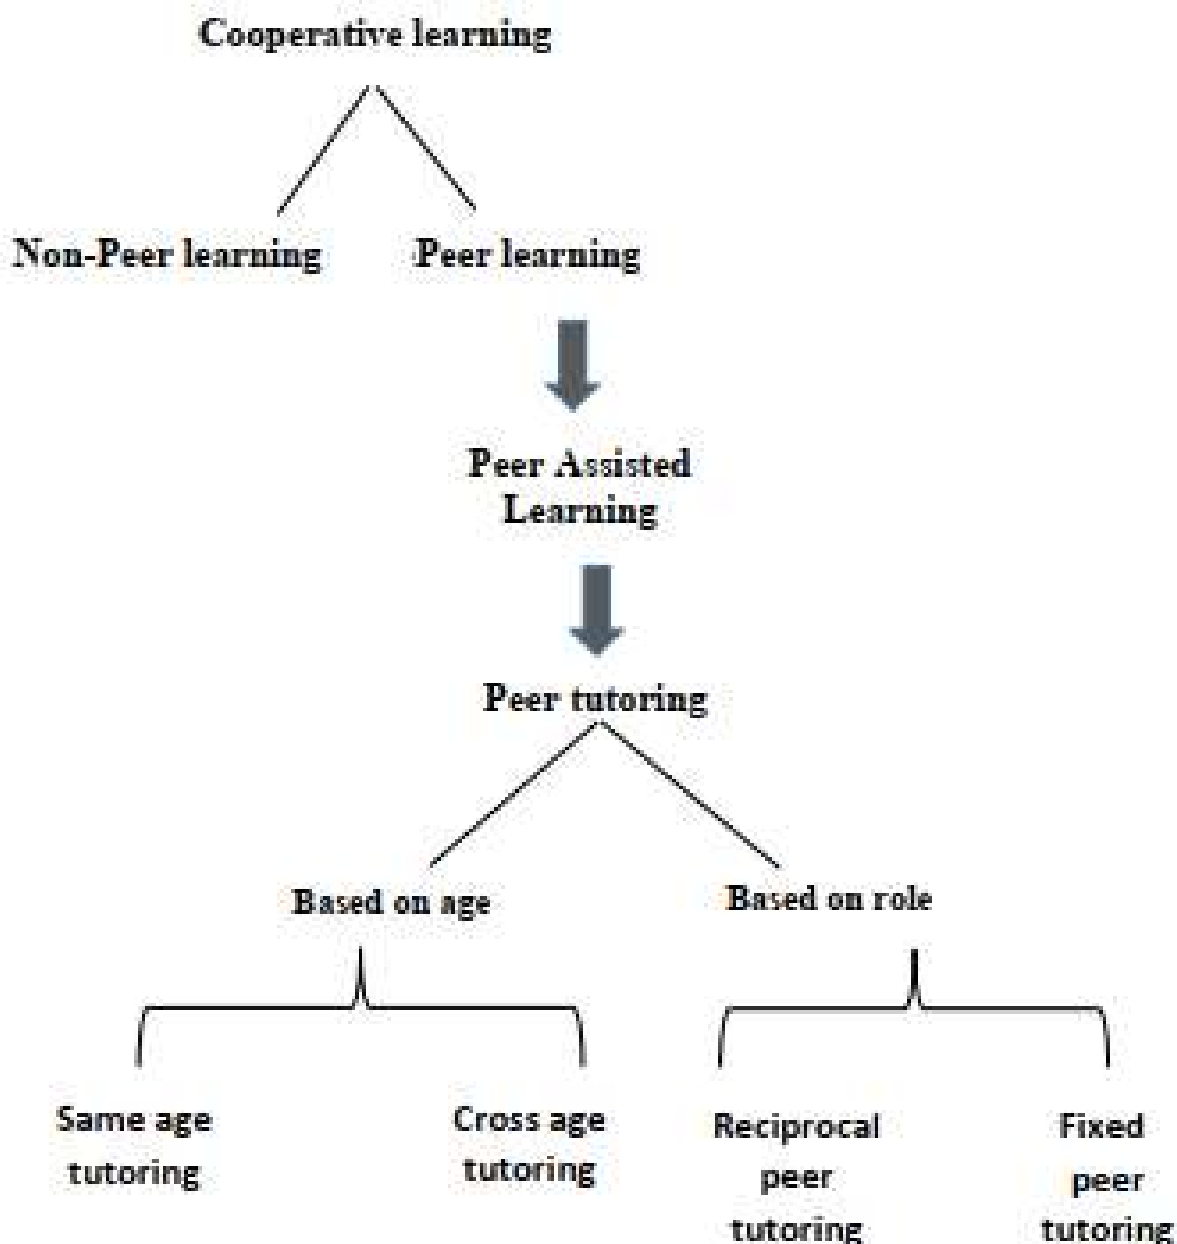 Cooperative learning
Non-Peer learning
Peer learning
Peer Assisted
Learning
Peer tutoring
Based on age
Based on role
Same age
tutoring
Cross age
tutoring
Reciprocal
peer
tutoring
Fixed
peer
tutoring